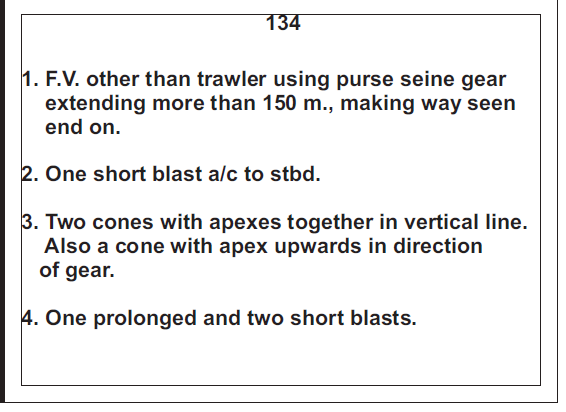 134
1. F.V. other than trawler using purse seine gear
extending more than 150 m., making way seen
end on.
2. One short blast a/c to stbd.
3. Two cones with apexes together in vertical line.
Also a cone with apex upwards in direction
of gear.
4. One prolonged and two short blasts.